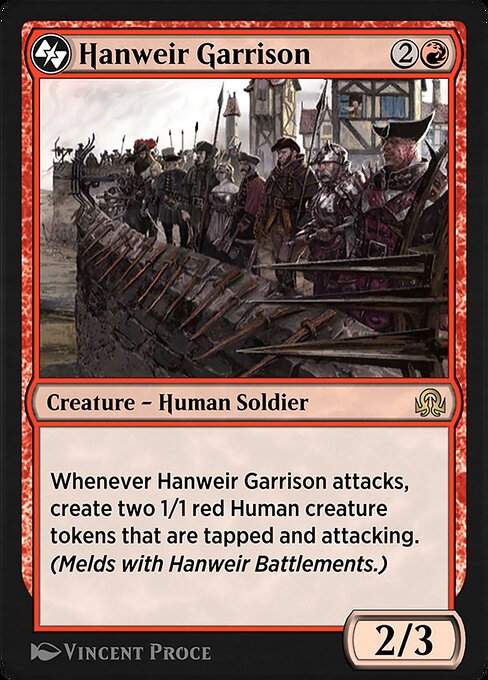 Hanweir Garrison 2
Creature – Human Soldier
Whenever Hanweir Garrison attacks,
create two 1/1 red Human creature
tokens that are tapped and attacking.
(Melds with Hanweir Battlements.)
2/3
Vincent Proce